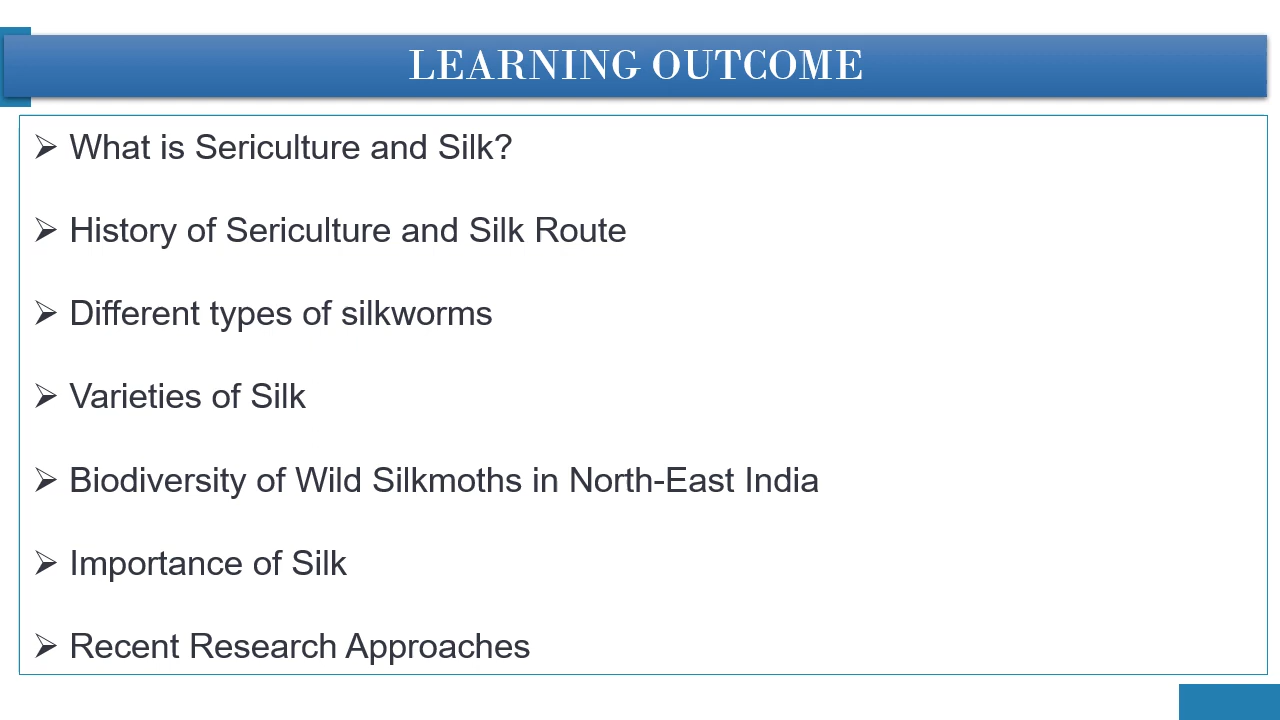 LEARNING OUTCOME
➢ What is Sericulture and Silk?
➢ History of Sericulture and Silk Route
➢ Different types of silkworms
➢ Varieties of Silk
➢ Biodiversity of Wild Silkmoths in North-East India
➢ Importance of Silk
➢ Recent Research Approaches